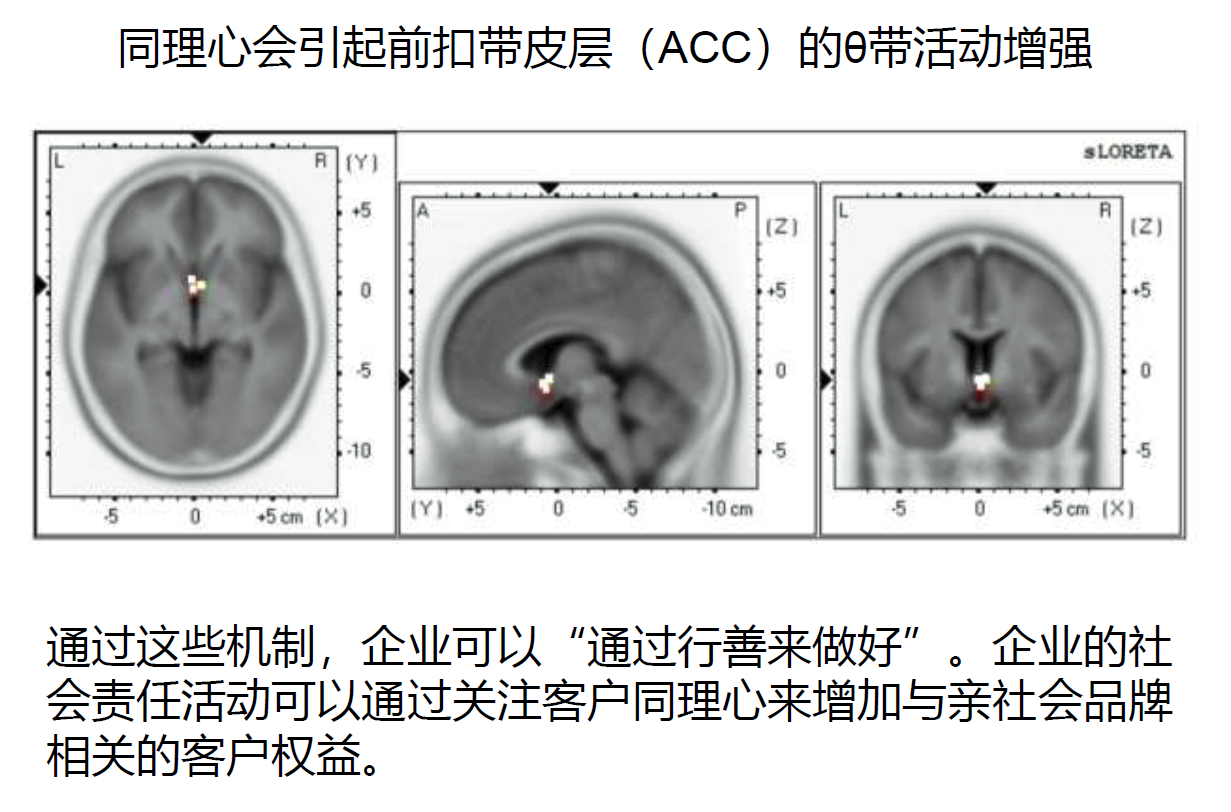 同理心会引起前扣带皮层（ACC）的θ带活动增强
sLORETA
L R (Y)
+5
0
-5
-10
-5 0 +5 cm (X)
A P (Z)
+5
0
-5
(Y) +5 0 -5 -10 cm
L R (Z)
+5
0
-5
-5 0 +5 cm (X)
通过这些机制，企业可以“通过行善来做好”。企业的社
会责任活动可以通过关注客户同理心来增加与亲社会品牌
相关的客户权益。